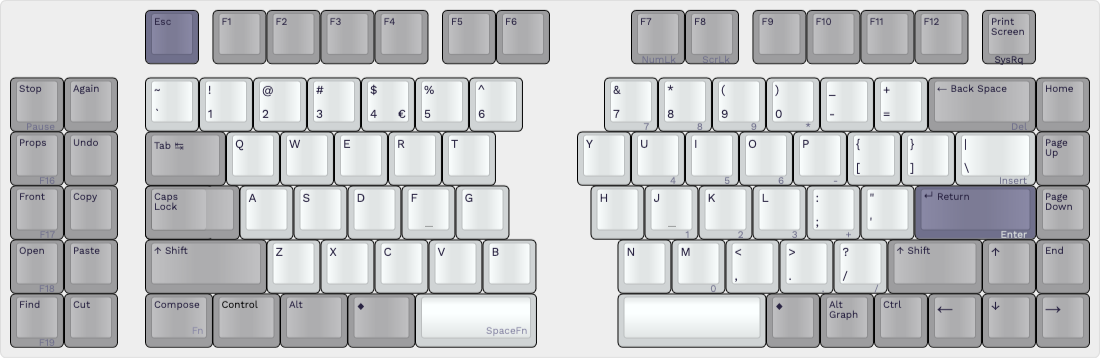 Esc F1 F2 F3 F4 F5 F6 F7 F8 F9 F10 F11 F12 Print
Screen
NumLk ScrLk SysRq
Stop Again ~ ! @ # $ % ^ & * ( ) _ + ← Back Space Home
` 1 2 3 4 € 5 6 7 8 9 0 - =
Pause 7 8 9 * Del
Props Undo Tab ↹ Q W E R T Y U I O P { } | Page
Up
[ ] \
F16 4 5 6 - Insert
Front Copy Caps
Lock A S D F G H J K L : " ↵ Return Page
Down
_ _ ; '
F17 1 2 3 + Enter
Open Paste ↑ Shift Z X C V B N M < > ? ↑ Shift ↑ End
, . /
F18 0 . /
Find Cut Compose Control Alt ◆ ◆ Alt
Graph Ctrl ← ↓ →
F19 Fn SpaceFn